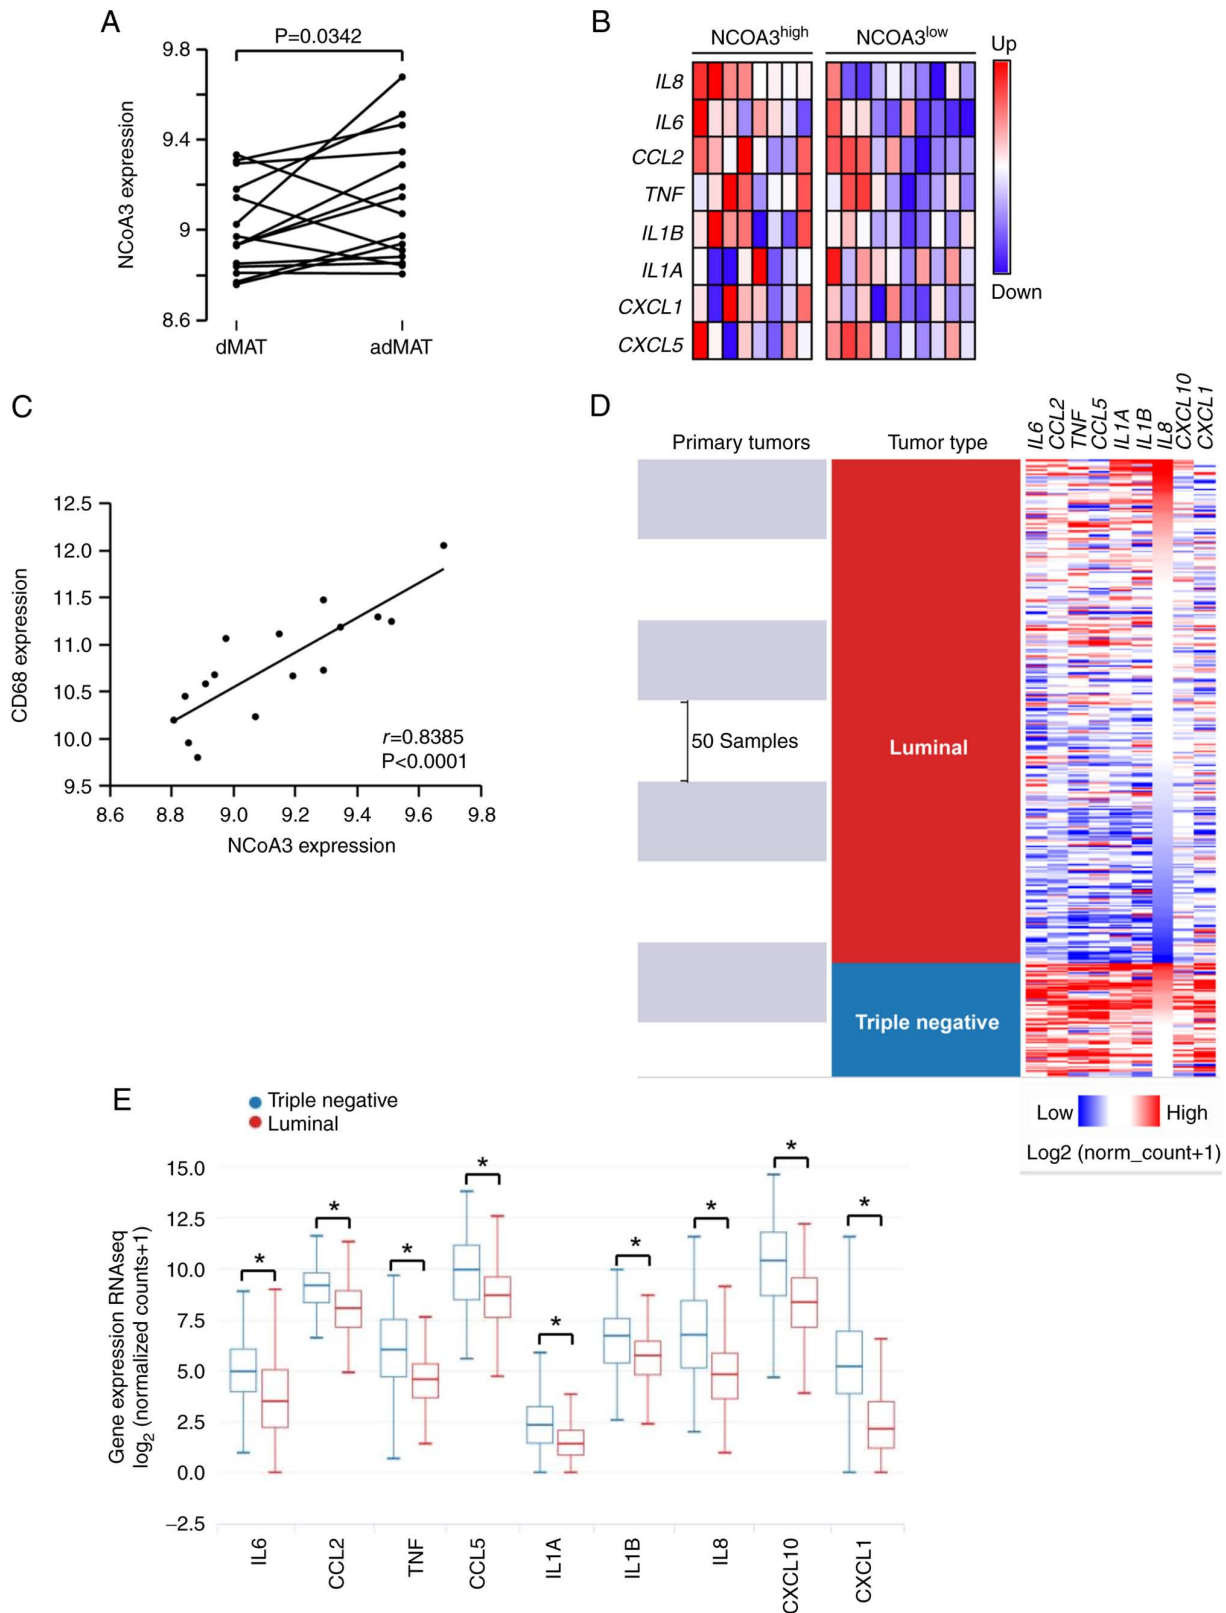 A
P=0.0342
9.8
9.4
9
8.6
NCoA3 expression
dMAT
adMAT
B
NCOA3high
NCOA3low
Up
IL8
IL6
CCL2
TNF
IL1B
IL1A
CXCL1
CXCL5
Down
C
12.5
12.0
11.5
11.0
10.5
10.0
9.5
CD68 expression
r=0.8385
P<0.0001
8.6
8.8
9.0
9.2
9.4
9.6
9.8
NCoA3 expression
D
Primary tumors
Tumor type
IL6
CCL2
TNF
CCL5
IL1A
IL1B
IL8
CXCL10
CXCL1
50 Samples
Luminal
Triple negative
Low
High
Log2 (norm_count+1)
E
Triple negative
Luminal
15.0
12.5
10.0
7.5
5.0
2.5
0.0
−2.5
Gene expression RNAseq
log2 (normalized counts+1)
*
*
*
*
*
*
*
*
*
IL6
CCL2
TNF
CCL5
IL1A
IL1B
IL8
CXCL10
CXCL1